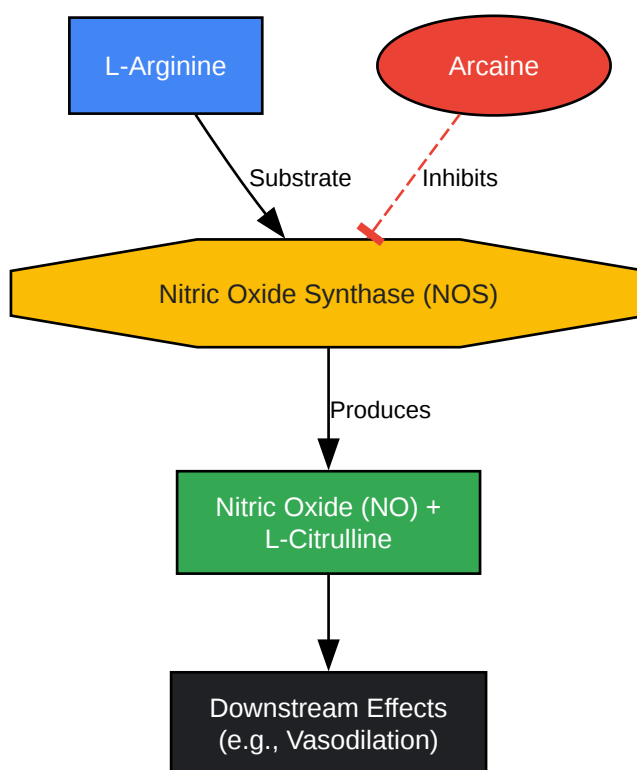 L-Arginine
Arcaine
Substrate
Inhibits
Nitric Oxide Synthase (NOS)
Produces
Nitric Oxide (NO) +
L-Citrulline
Downstream Effects
(e.g., Vasodilation)